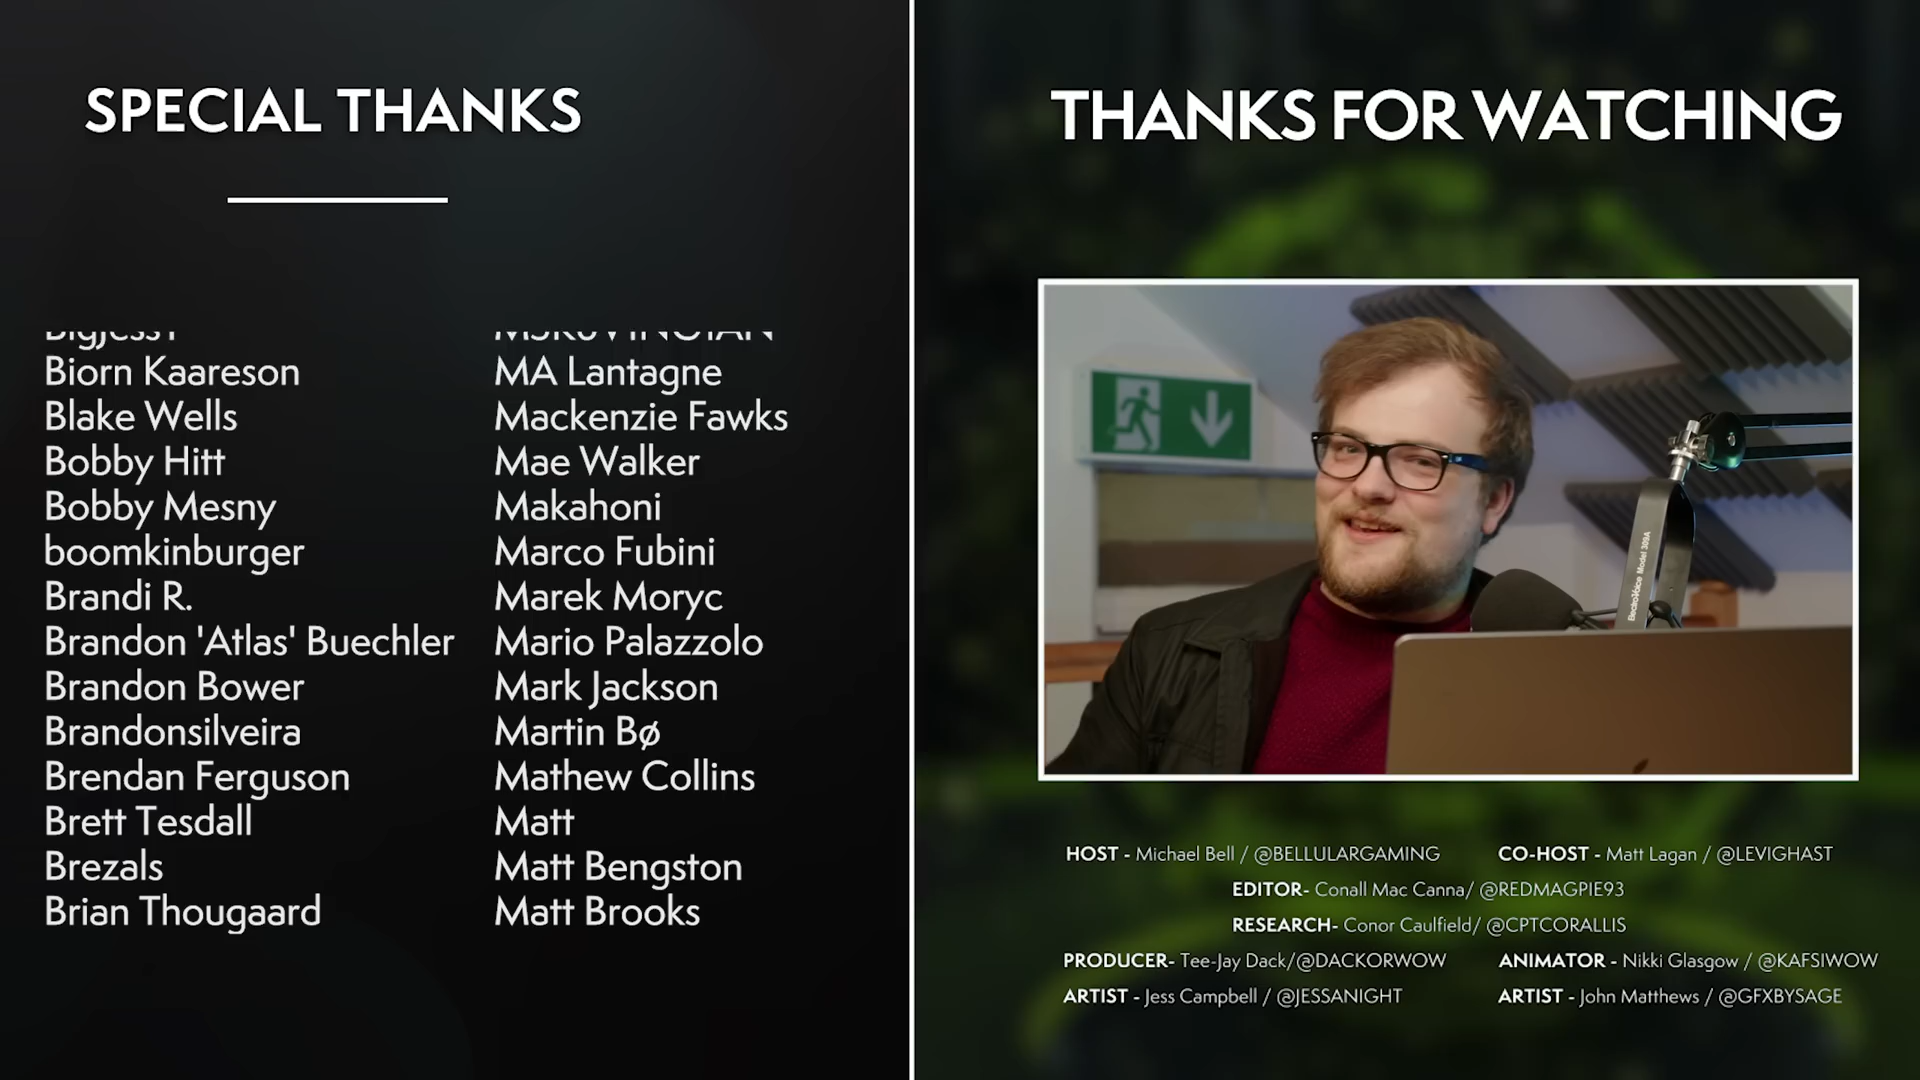 SPECIAL THANKS
Biorn Kaareson
Blake Wells
Bobby Hitt
Bobby Mesny
boomkinburger
Brandi R.
Brandon 'Atlas' Buechler
Brandon Bower
Brandonsilveira
Brendan Ferguson
Brett Tesdall
Brezals
Brian Thougaard
MA Lantagne
Mackenzie Fawks
Mae Walker
Makahoni
Marco Fubini
Marek Moryc
Mario Palazzolo
Mark Jackson
Martin Bø
Mathew Collins
Matt
Matt Bengston
Matt Brooks
THANKS FOR WATCHING
ElectroVoice Model 309A
HOST - Michael Bell / @BELLULARGAMING
CO-HOST - Matt Lagan / @LEVIGHAST
EDITOR- Conall Mac Canna/ @REDMAGPIE93
RESEARCH- Conor Caulfield/ @CPTCORALLIS
PRODUCER- Tee-Jay Dack/@DACKORWOW
ANIMATOR - Nikki Glasgow / @KAFSIWOW
ARTIST - Jess Campbell / @JESSANIGHT
ARTIST - John Matthews / @GFXBYSAGE